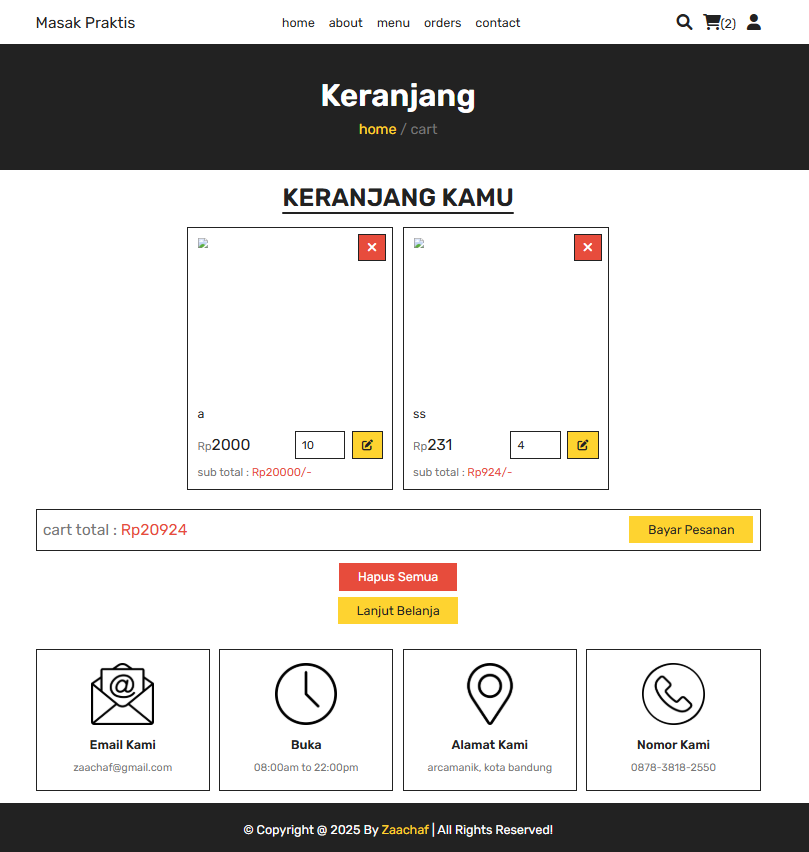 Masak Praktis home about menu orders contact (2)
Keranjang
home / cart
KERANJANG KAMU
a
Rp2000 10
sub total : Rp20000/-
ss
Rp231 4
sub total : Rp924/-
cart total : Rp20924 Bayar Pesanan
Hapus Semua
Lanjut Belanja
Email Kami
zaachaf@gmail.com
Buka
08:00am to 22:00pm
Alamat Kami
arcamanik, kota bandung
Nomor Kami
0878-3818-2550
© Copyright @ 2025 By Zaachaf | All Rights Reserved!